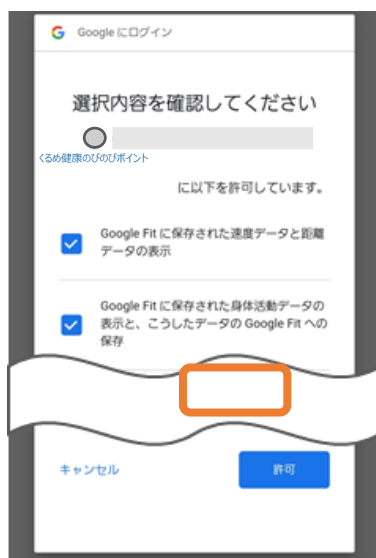 Google にログイン
選択内容を確認してください
くるめ健康のびのびポイント
に以下を許可しています。
Google Fit に保存された速度データと距離
データの表示
Google Fit に保存された身体活動データの
表示と、こうしたデータの Google Fit への
保存
キャンセル
許可